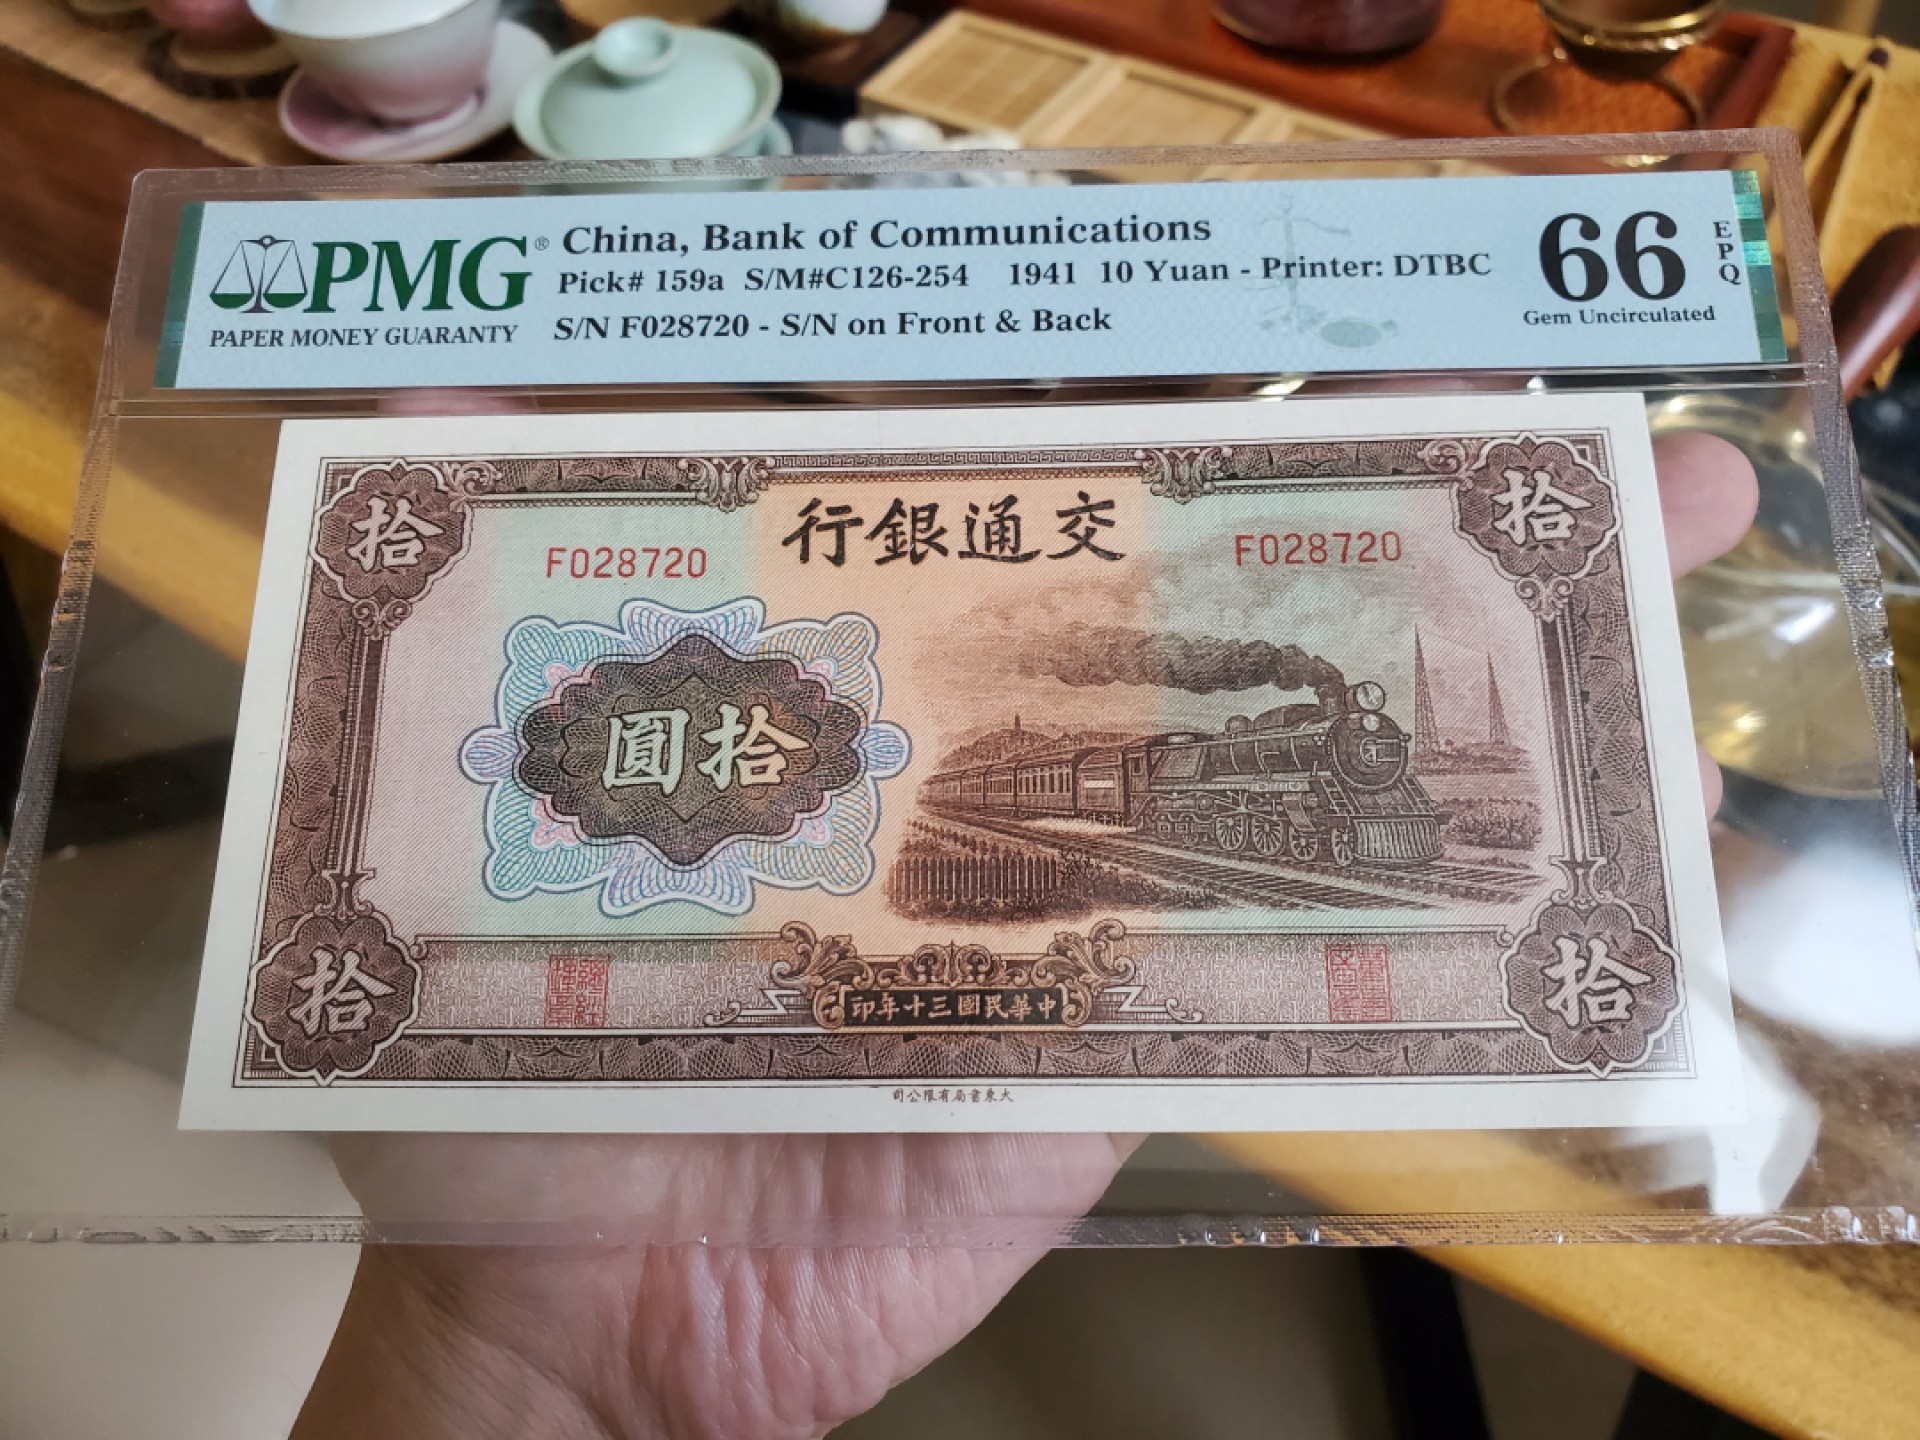 PMG®
PAPER MONEY GUARANTY
China, Bank of Communications
Pick# 159a S/M#C126-254 1941 10 Yuan - Printer: DTBC
S/N F028720 - S/N on Front & Back
66
EPQ
Gem Uncirculated
拾
行銀通交
拾
F028720
F028720
圓拾
拾
印年十三國民華中
拾
司公限有局書東大